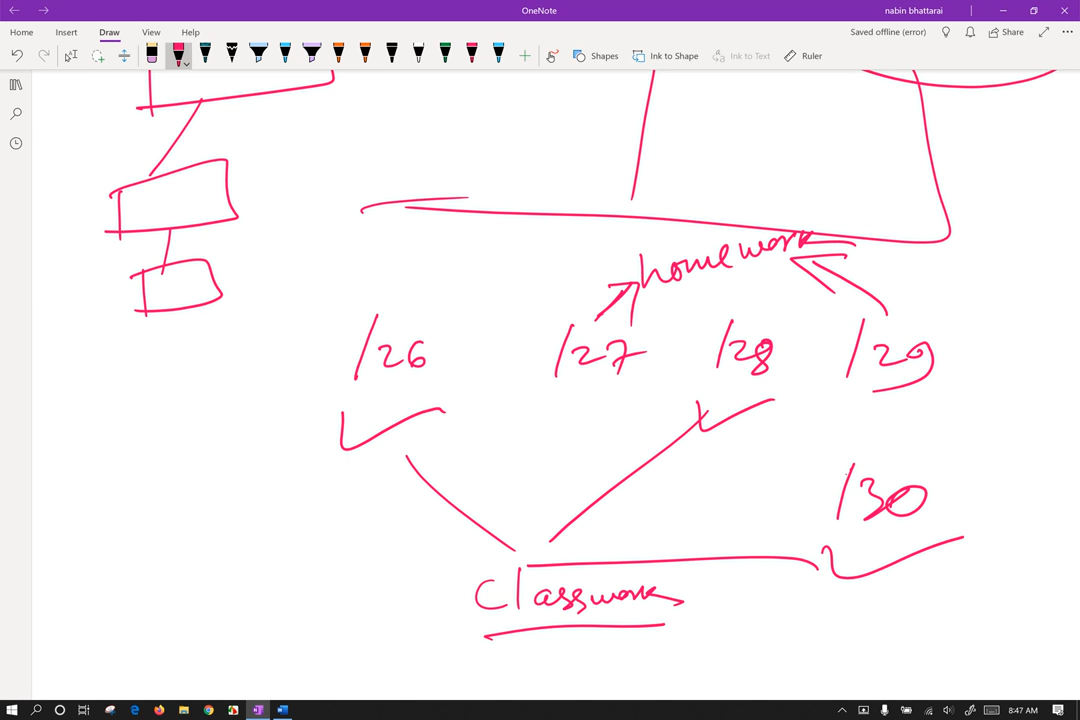 OneNote
nabin bhattarai
Home Insert Draw View Help
Saved offline (error) Share
Shapes Ink to Shape Ink to Text Ruler
homework
/26 /27 /28 /29
/30
Classwork
8:47 AM